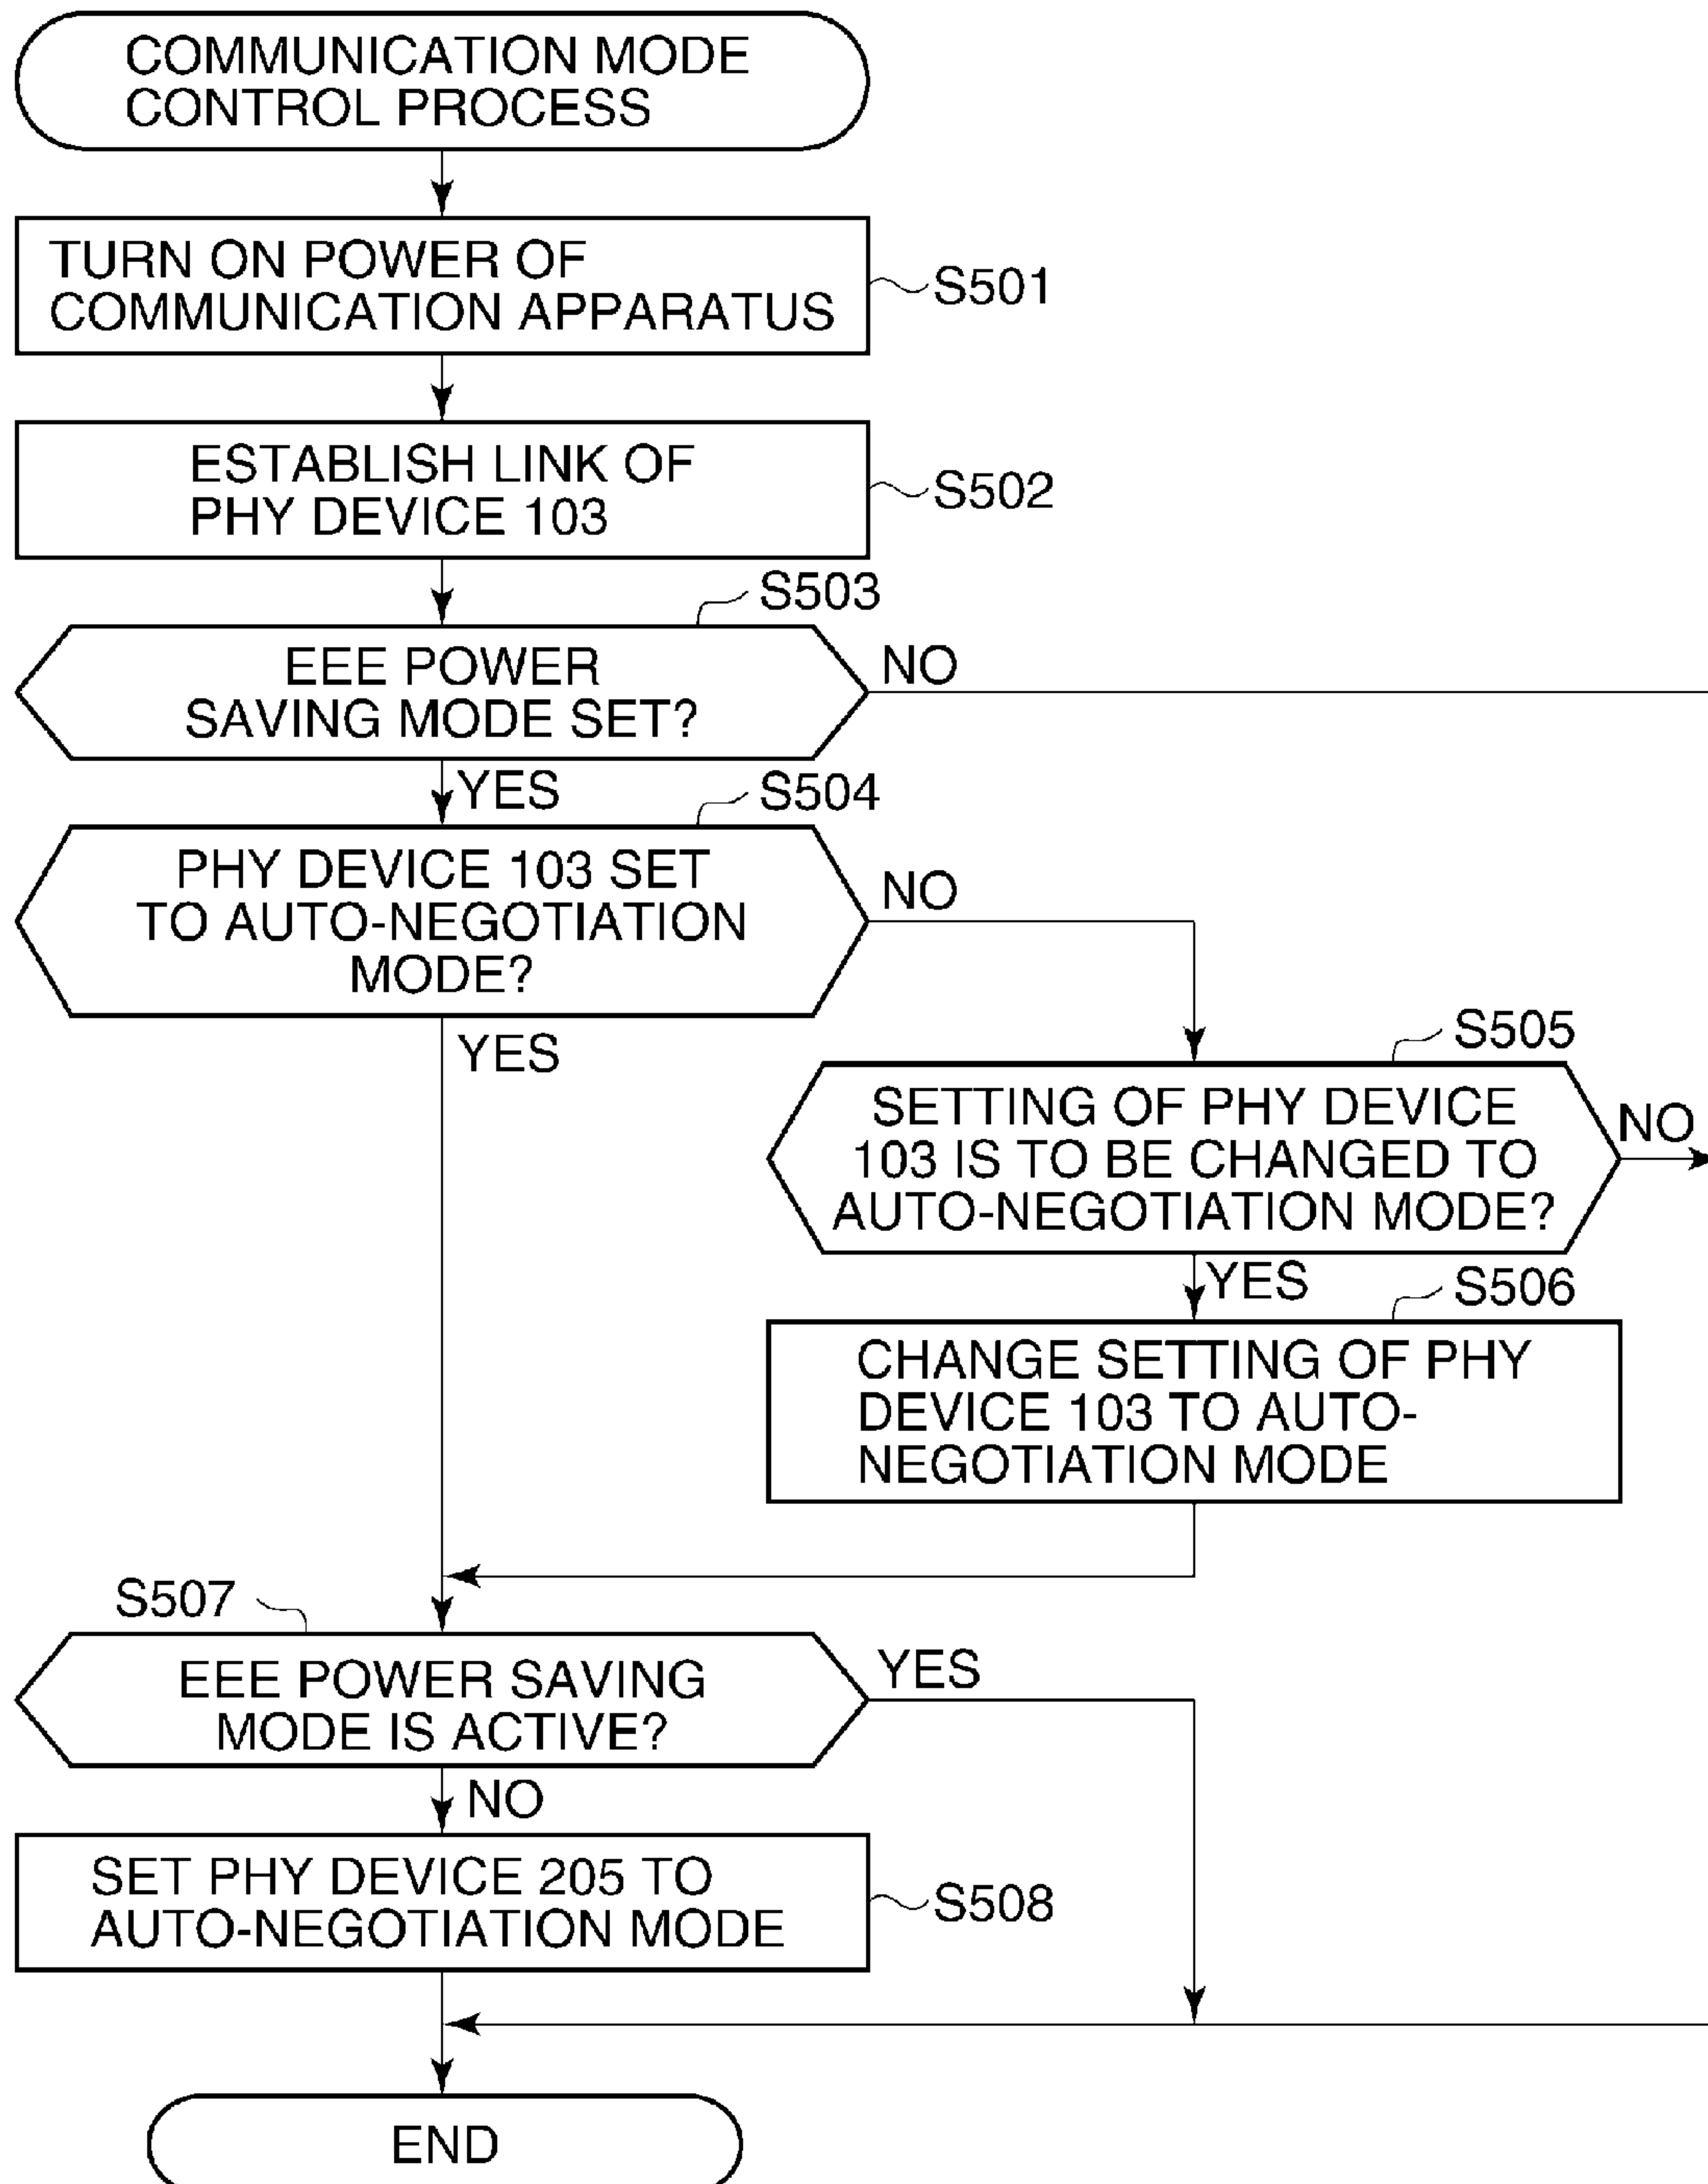 COMMUNICATION MODE
CONTROL PROCESS
TURN ON POWER OF
COMMUNICATION APPARATUS
S501
ESTABLISH LINK OF
PHY DEVICE 103
S502
S503
EEE POWER
SAVING MODE SET?
NO
YES
S504
PHY DEVICE 103 SET
TO AUTO-NEGOTIATION
MODE?
NO
YES
S505
SETTING OF PHY DEVICE
103 IS TO BE CHANGED TO
AUTO-NEGOTIATION MODE?
NO
YES
S506
CHANGE SETTING OF PHY
DEVICE 103 TO AUTO-
NEGOTIATION MODE
S507
EEE POWER SAVING
MODE IS ACTIVE?
YES
NO
SET PHY DEVICE 205 TO
AUTO-NEGOTIATION MODE
S508
END